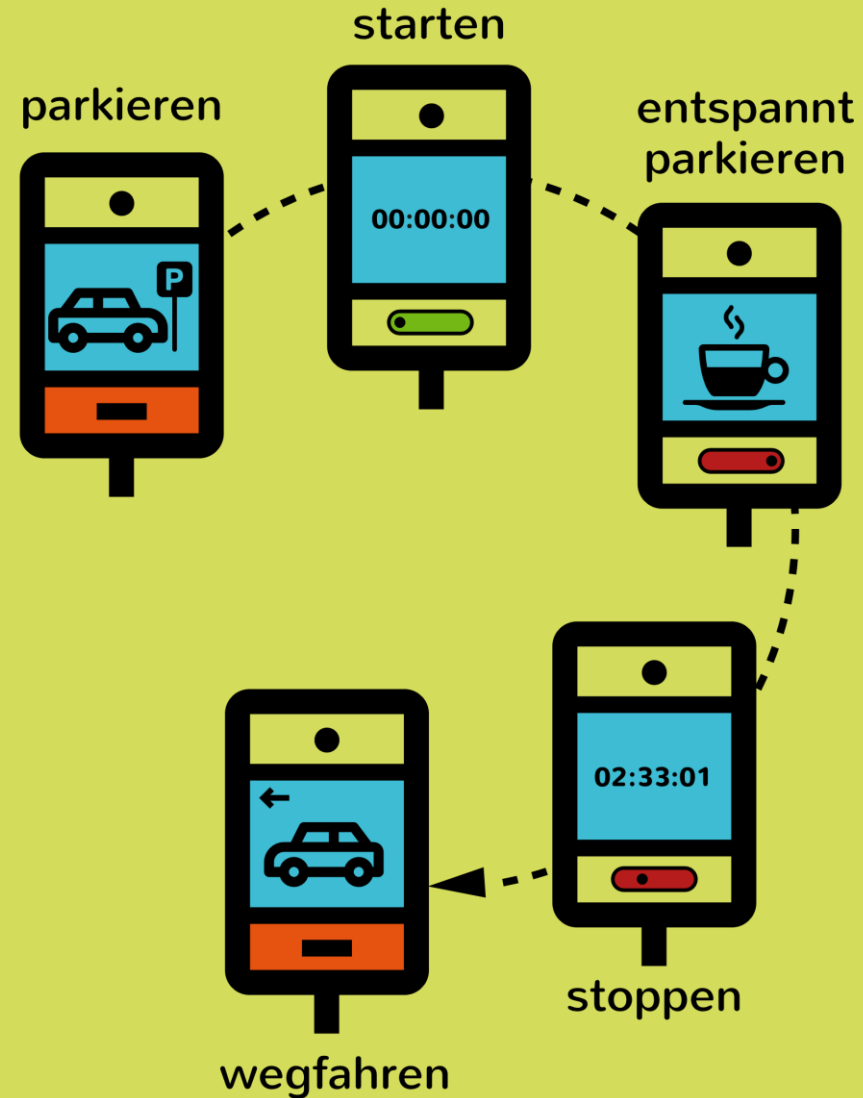 parkieren
P
starten
00:00:00
entspannt
parkieren
02:33:01
stoppen
wegfahren